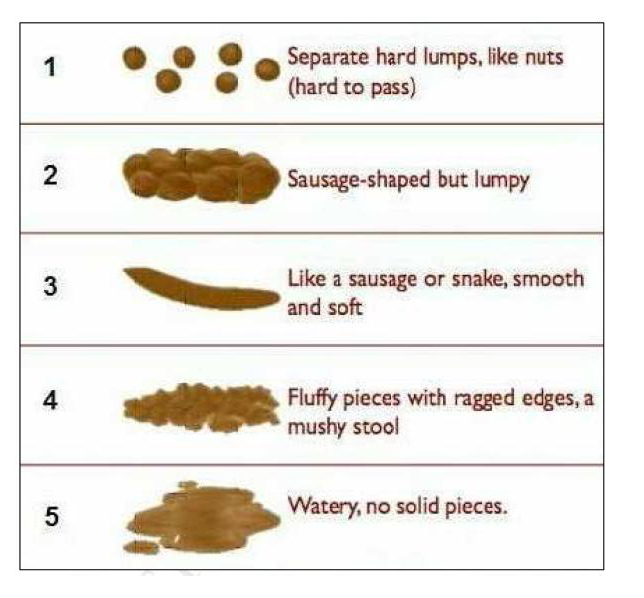 1
Separate hard lumps, like nuts
(hard to pass)
2
Sausage-shaped but lumpy
3
Like a sausage or snake, smooth
and soft
4
Fluffy pieces with ragged edges, a
mushy stool
5
Watery, no solid pieces.